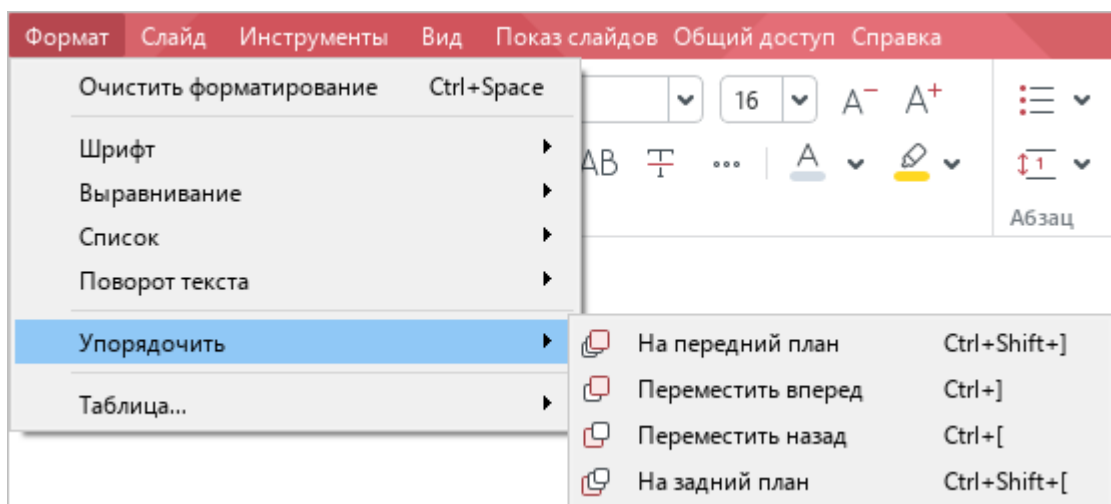 Формат Слайд Инструменты Вид Показ слайдов Общий доступ Справка
Очистить форматирование Ctrl+Space
16 A⁻ A⁺
Шрифт
AB T ••• A
1
Выравнивание
Абзац
Список
Поворот текста
Упорядочить
На передний план Ctrl+Shift+]
Переместить вперед Ctrl+]
Таблица...
Переместить назад Ctrl+[
На задний план Ctrl+Shift+[